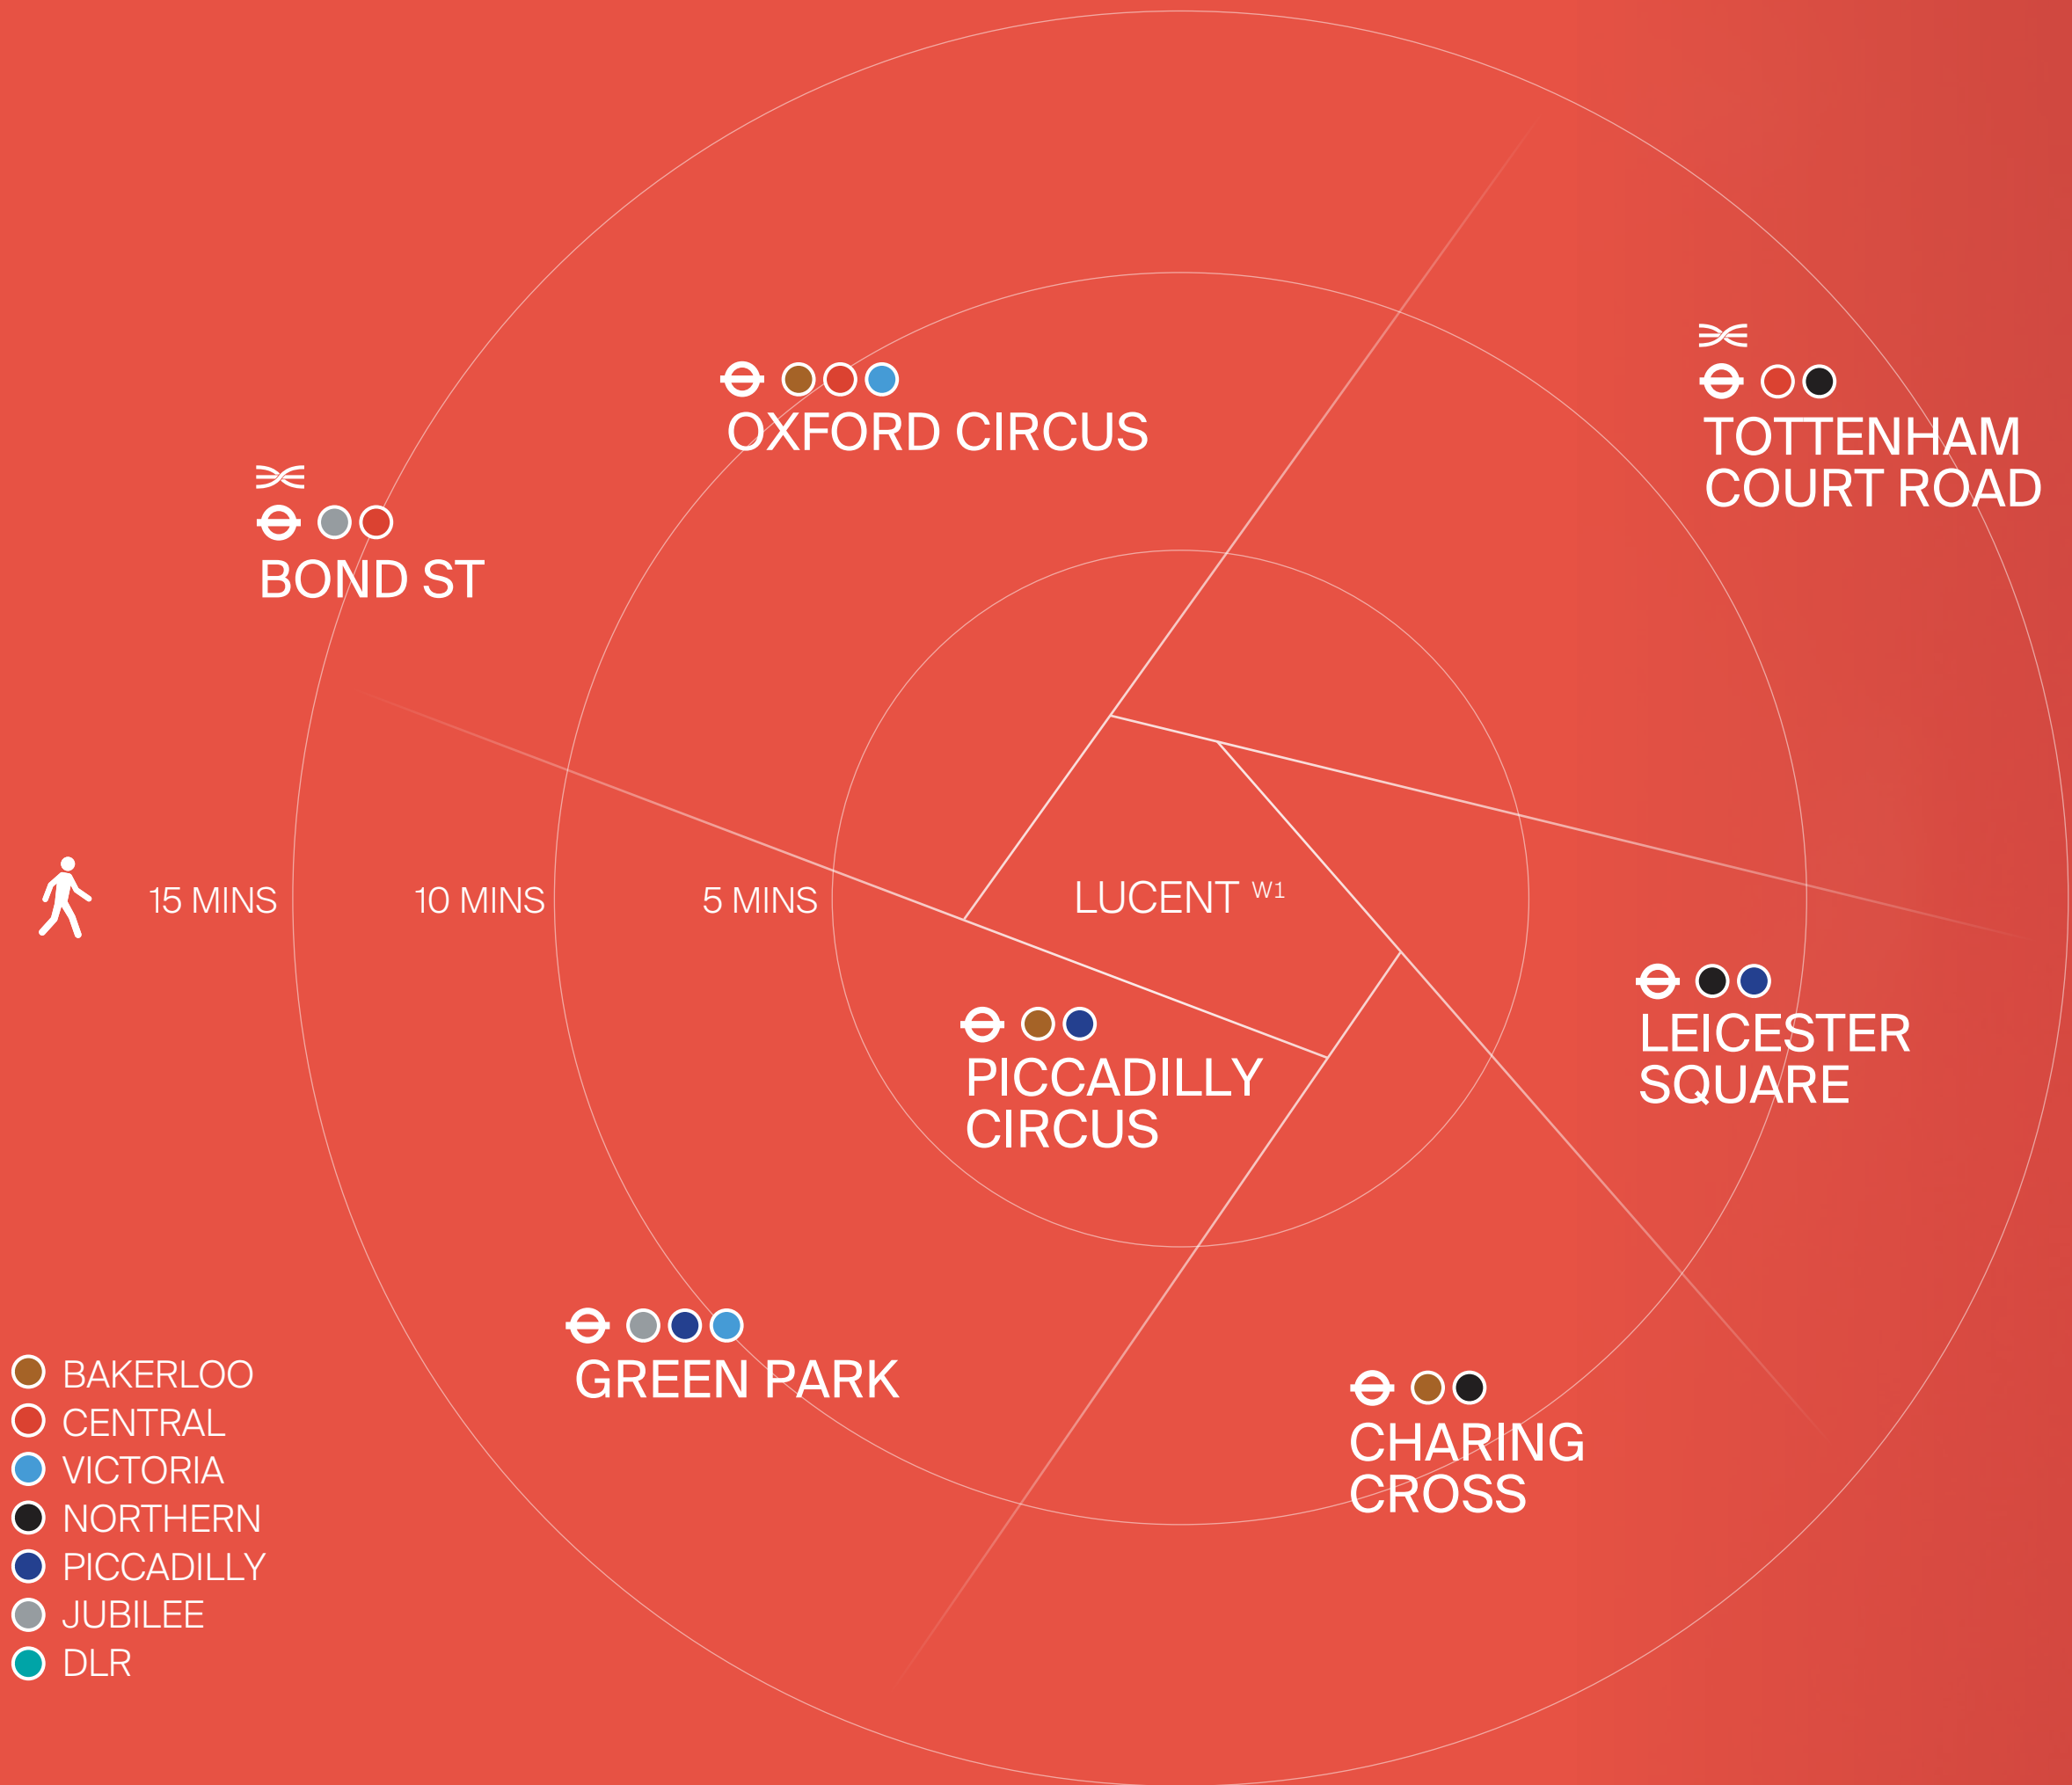 OXFORD CIRCUS
TOTTENHAM
COURT ROAD
BOND ST
15 MINS
10 MINS
5 MINS
LUCENT W1
LEICESTER
SQUARE
PICCADILLY
CIRCUS
GREEN PARK
CHARING
CROSS
BAKERLOO
CENTRAL
VICTORIA
NORTHERN
PICCADILLY
JUBILEE
DLR